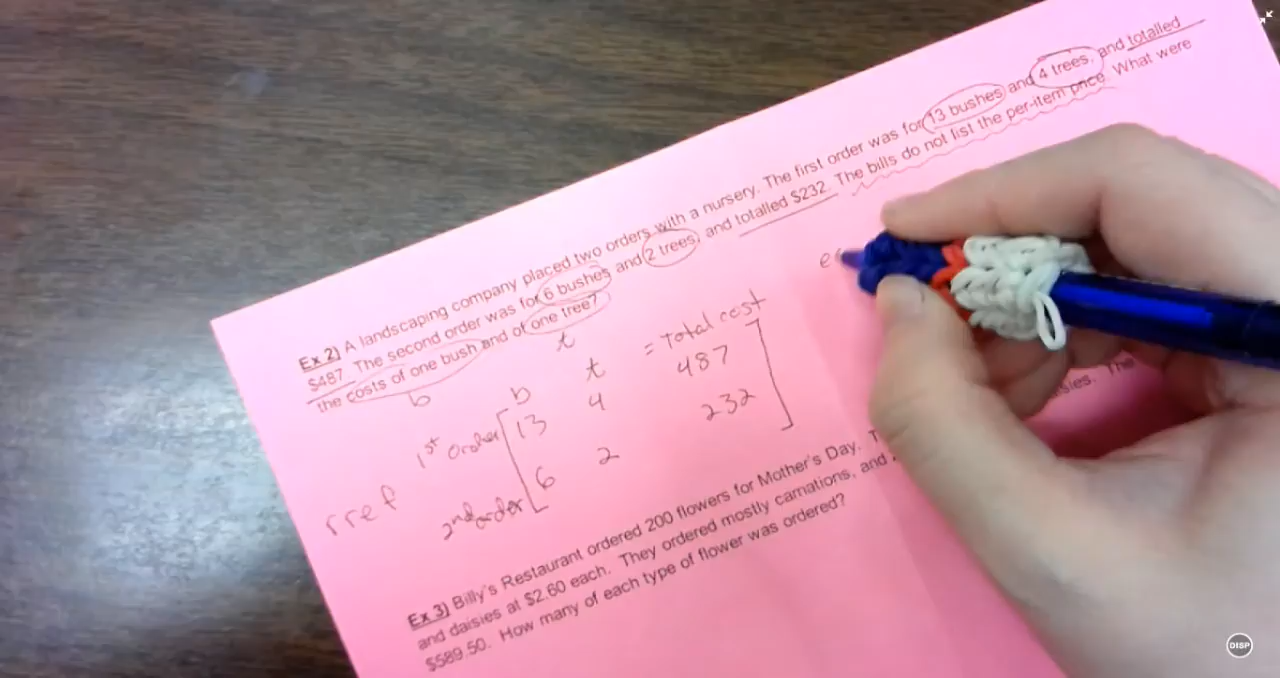 Ex 2) A landscaping company placed two orders with a nursery. The first order was for 13 bushes and 4 trees, and totalled
$487. The second order was for 6 bushes and 2 trees, and totalled $232. The bills do not list the per-item price. What were
the costs of one bush and of one tree?
b t
b t = Total cost
1st order 13 4 487
2nd order 6 2 232
rref
e
Ex 3) Billy's Restaurant ordered 200 flowers for Mother's Day.
and daisies at $2.60 each. They ordered mostly carnations, and
$589.50. How many of each type of flower was ordered?
DISP